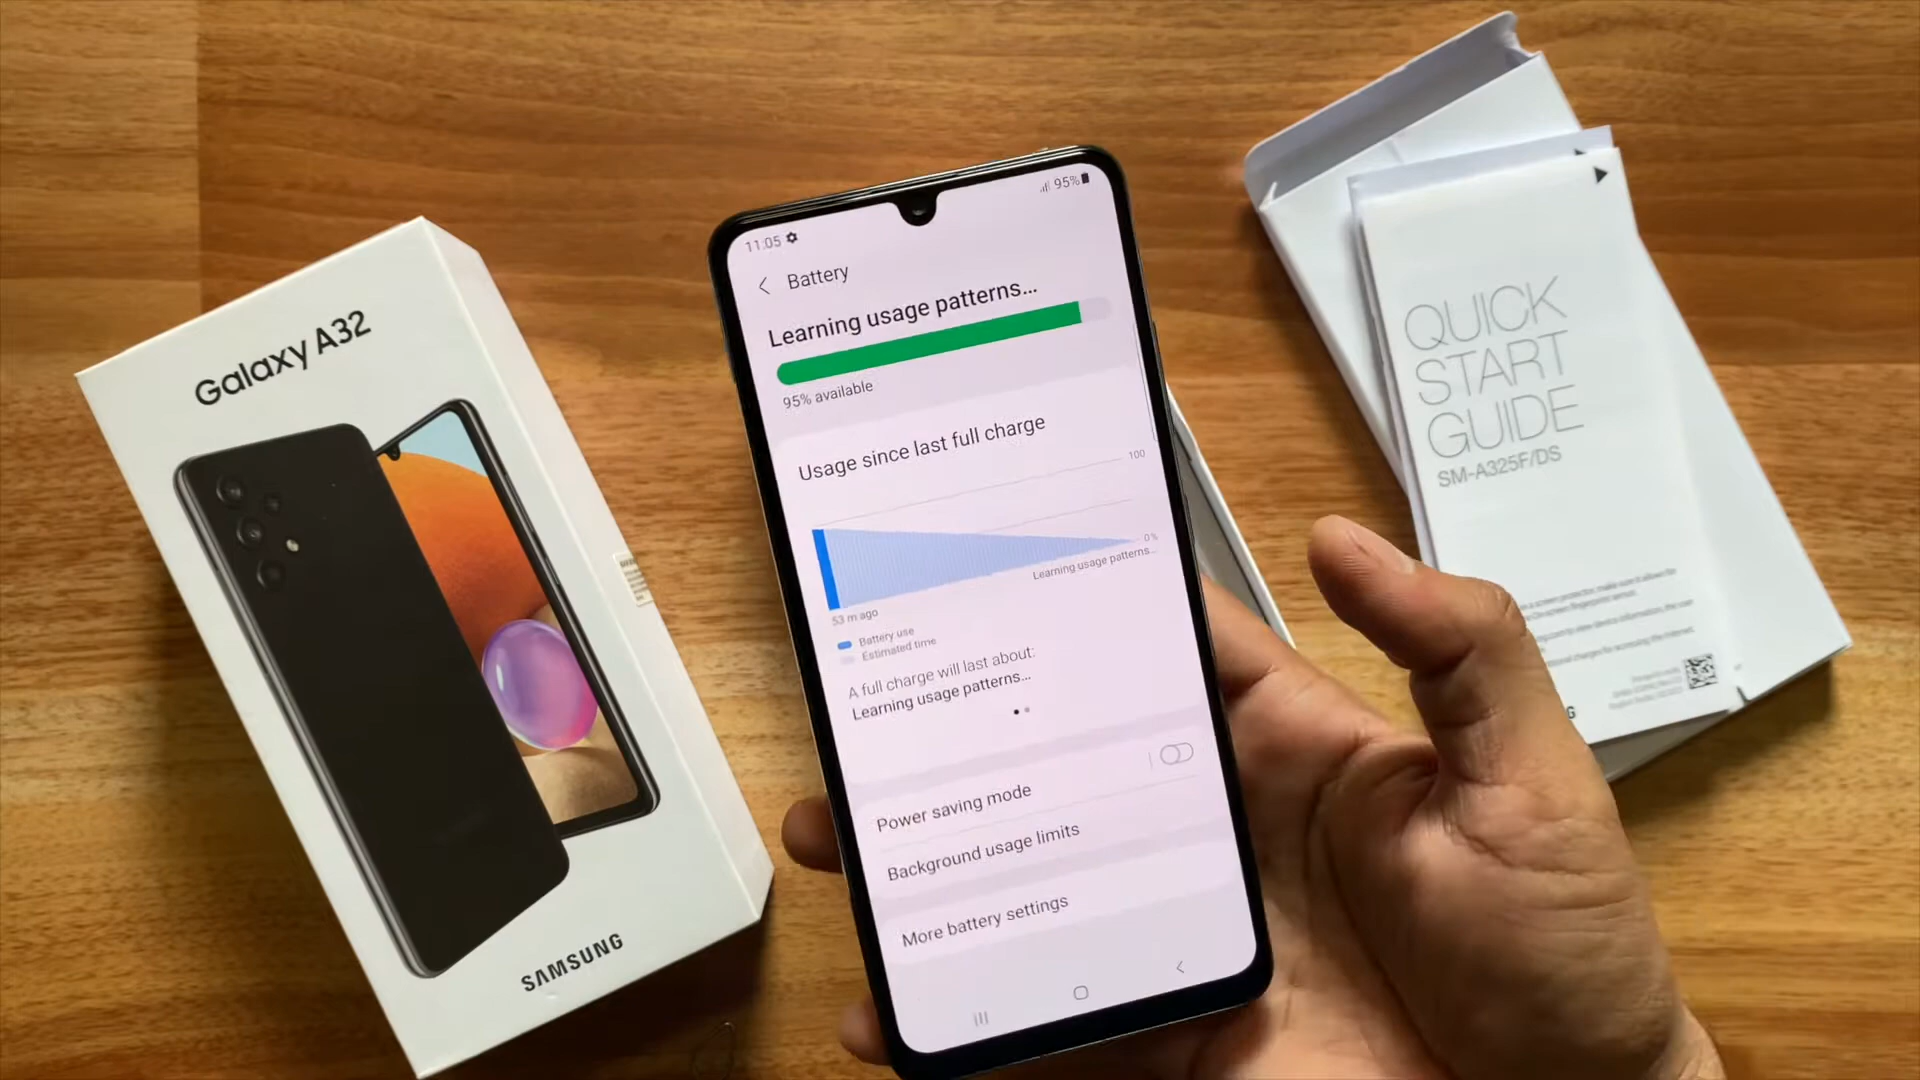 Galaxy A32
SAMSUNG
11:05
95%
Battery
Learning usage patterns...
95% available
Usage since last full charge
100
0%
Learning usage patterns...
53 m ago
Battery use
Estimated time
A full charge will last about:
Learning usage patterns...
Power saving mode
Background usage limits
More battery settings
QUICK
START
GUIDE
SM-A325F/DS